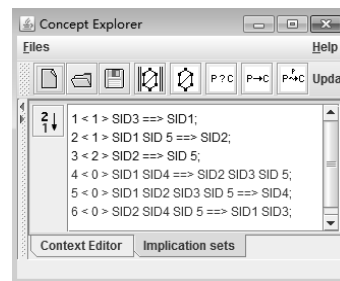 Concept Explorer
Files Help
P?C P→C P→C Upda
2↓ 1▼
1 < 1 > SID3 ==> SID1;
2 < 1 > SID1 SID 5 ==> SID2;
3 < 2 > SID2 ==> SID 5;
4 < 0 > SID1 SID4 ==> SID2 SID3 SID 5;
5 < 0 > SID1 SID2 SID3 SID 5 ==> SID4;
6 < 0 > SID2 SID4 SID 5 ==> SID1 SID3;
Context Editor Implication sets